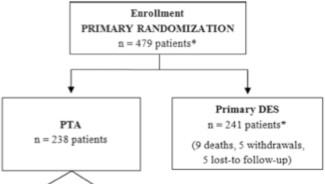 Enrollment
PRIMARY RANDOMIZATION
n = 479 patients*
PTA
n = 238 patients
Primary DES
n = 241 patients*
(9 deaths, 5 withdrawals,
5 lost-to follow-up)